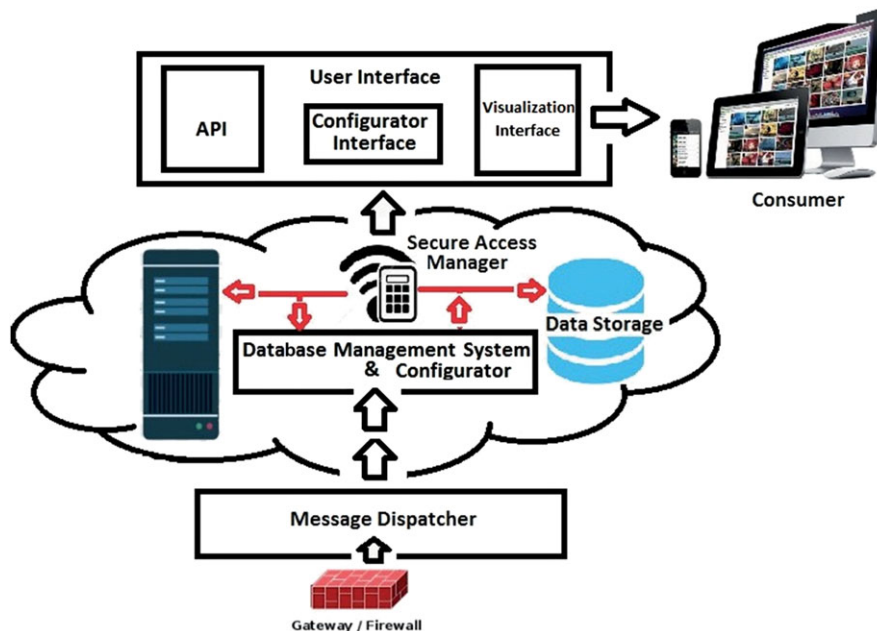 User Interface
API
Configurator
Interface
Visualization
Interface
Consumer
Secure Access
Manager
Data Storage
Database Management System
& Configurator
Message Dispatcher
Gateway / Firewall